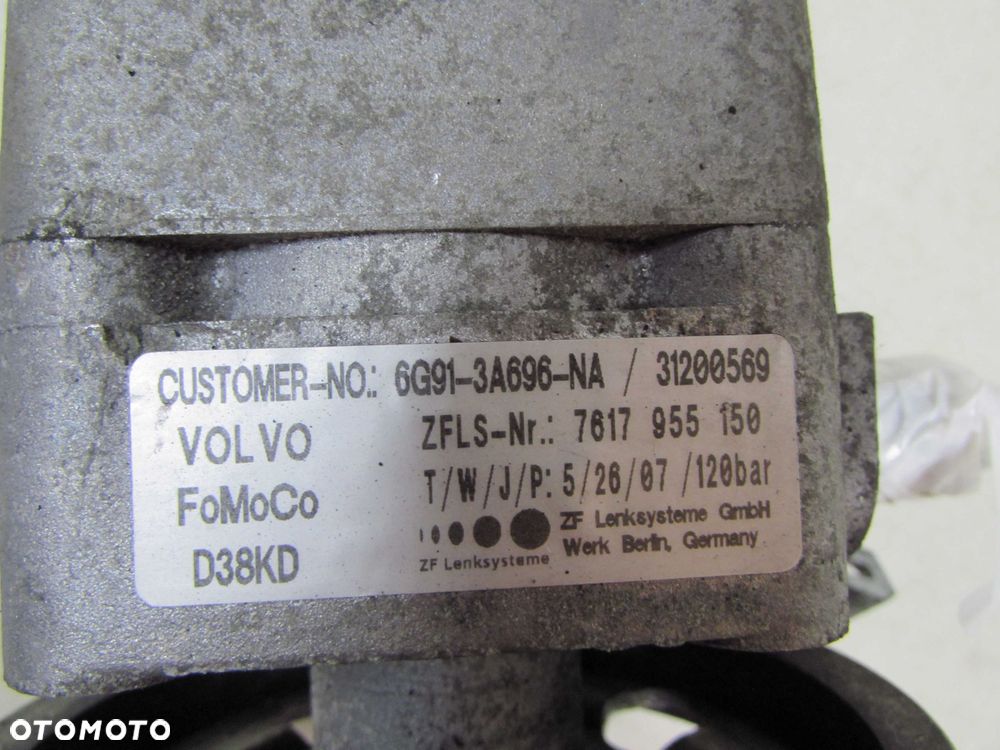 CUSTOMER-NO.: 6G91-3A696-NA / 31200569
VOLVO ZFLS-Nr.: 7617 955 150
FoMoCo T/W/J/P: 5/26/07 /120bar
D38KD
ZF Lenksysteme
ZF Lenksysteme GmbH
Werk Berlin, Germany
OTOMOTO